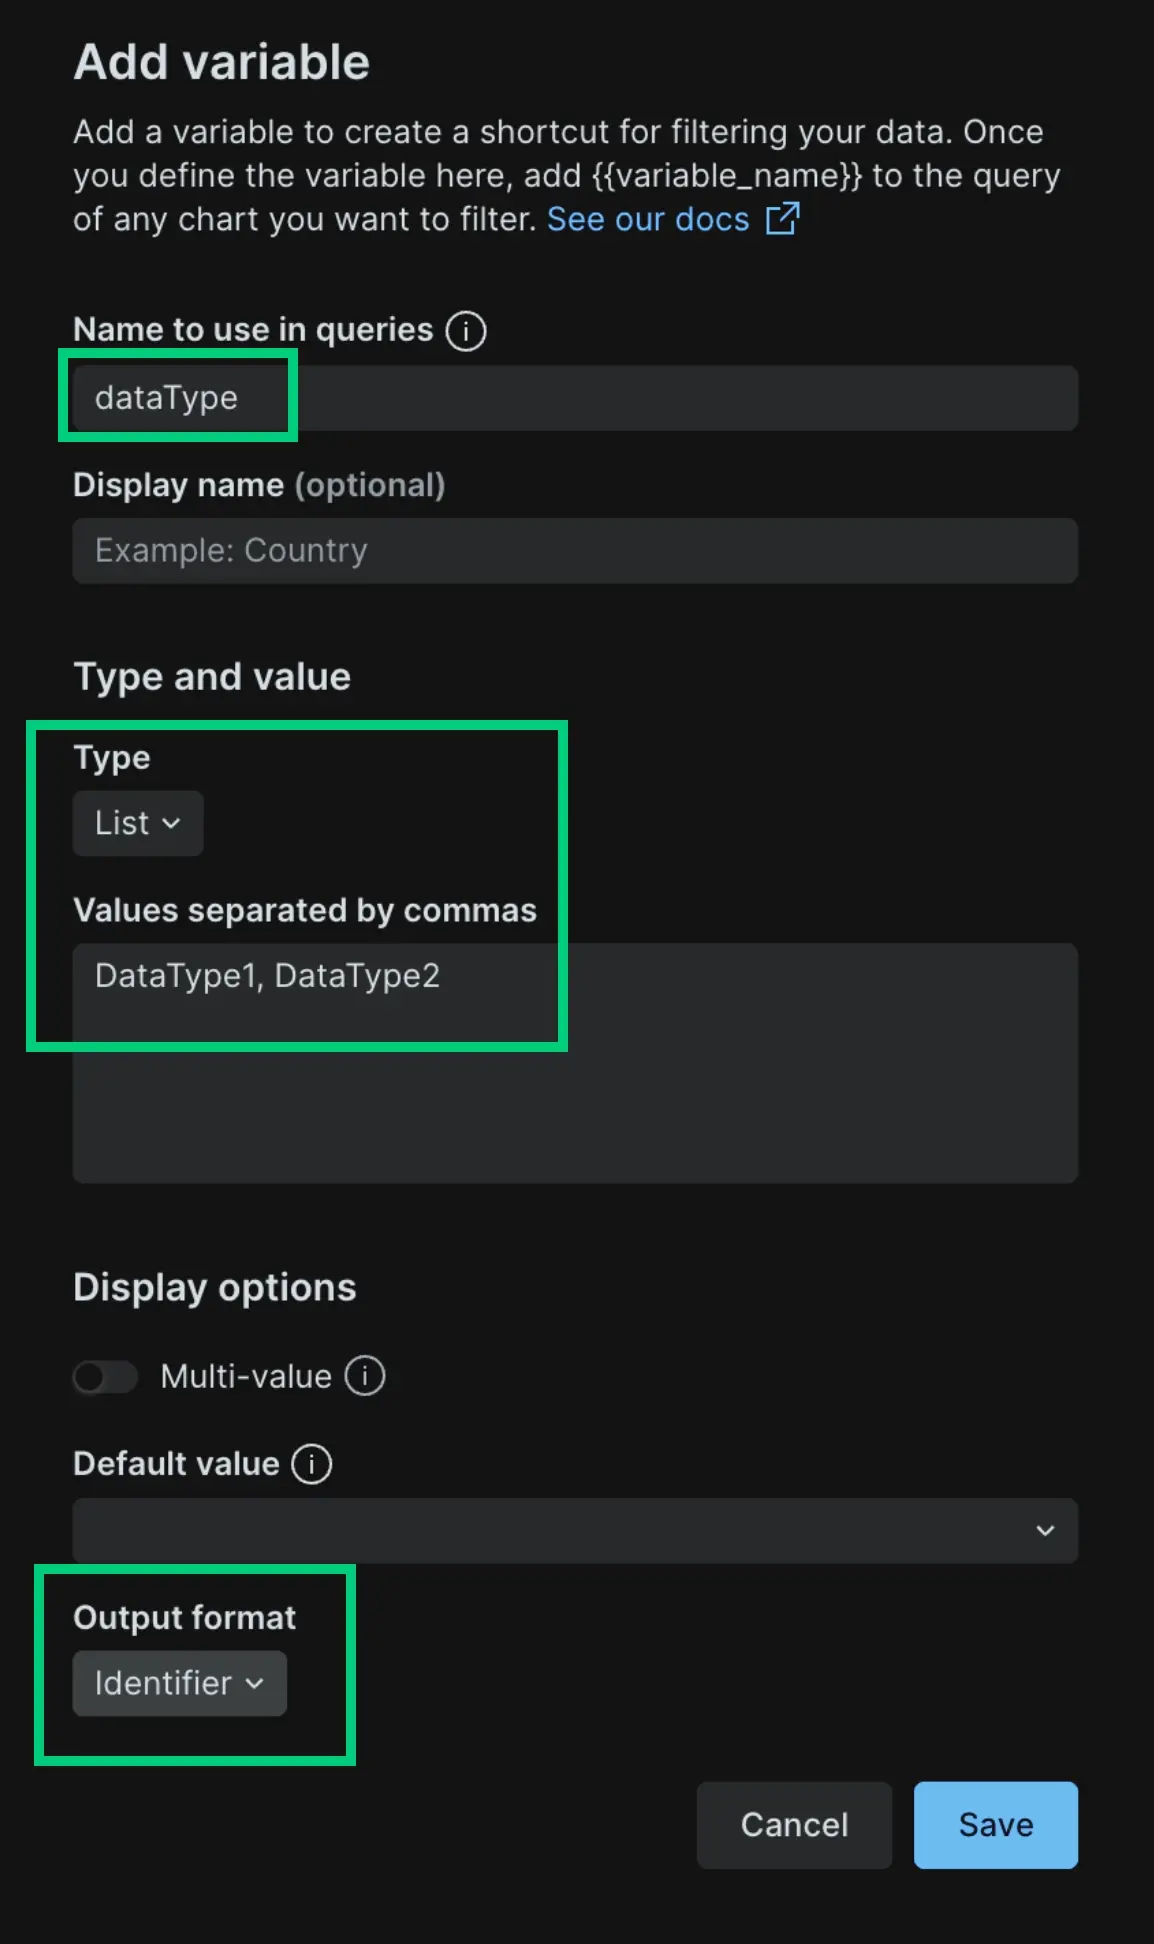 Add variable
Add a variable to create a shortcut for filtering your data. Once
you define the variable here, add {{variable_name}} to the query
of any chart you want to filter. See our docs
Name to use in queries
dataType
Display name (optional)
Example: Country
Type and value
Type
List
Values separated by commas
DataType1, DataType2
Display options
Multi-value
Default value
Output format
Identifier
Cancel
Save